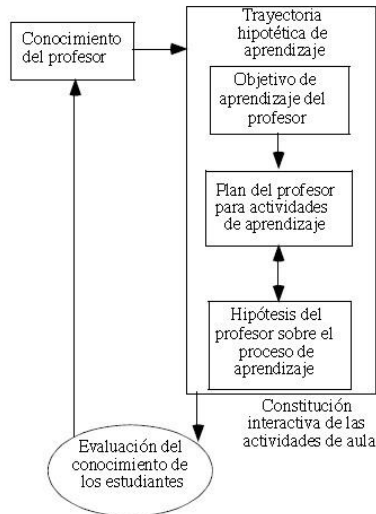 Conocimiento
del profesor
Trayectoria
hipotética de
aprendizaje
Objetivo de
aprendizaje del
profesor
Plan del profesor
para actividades
de aprendizaje
Hipótesis del
profesor sobre el
proceso de
aprendizaje
Constitución
interactiva de las
actividades de aula
Evaluación del
conocimiento de
los estudiantes